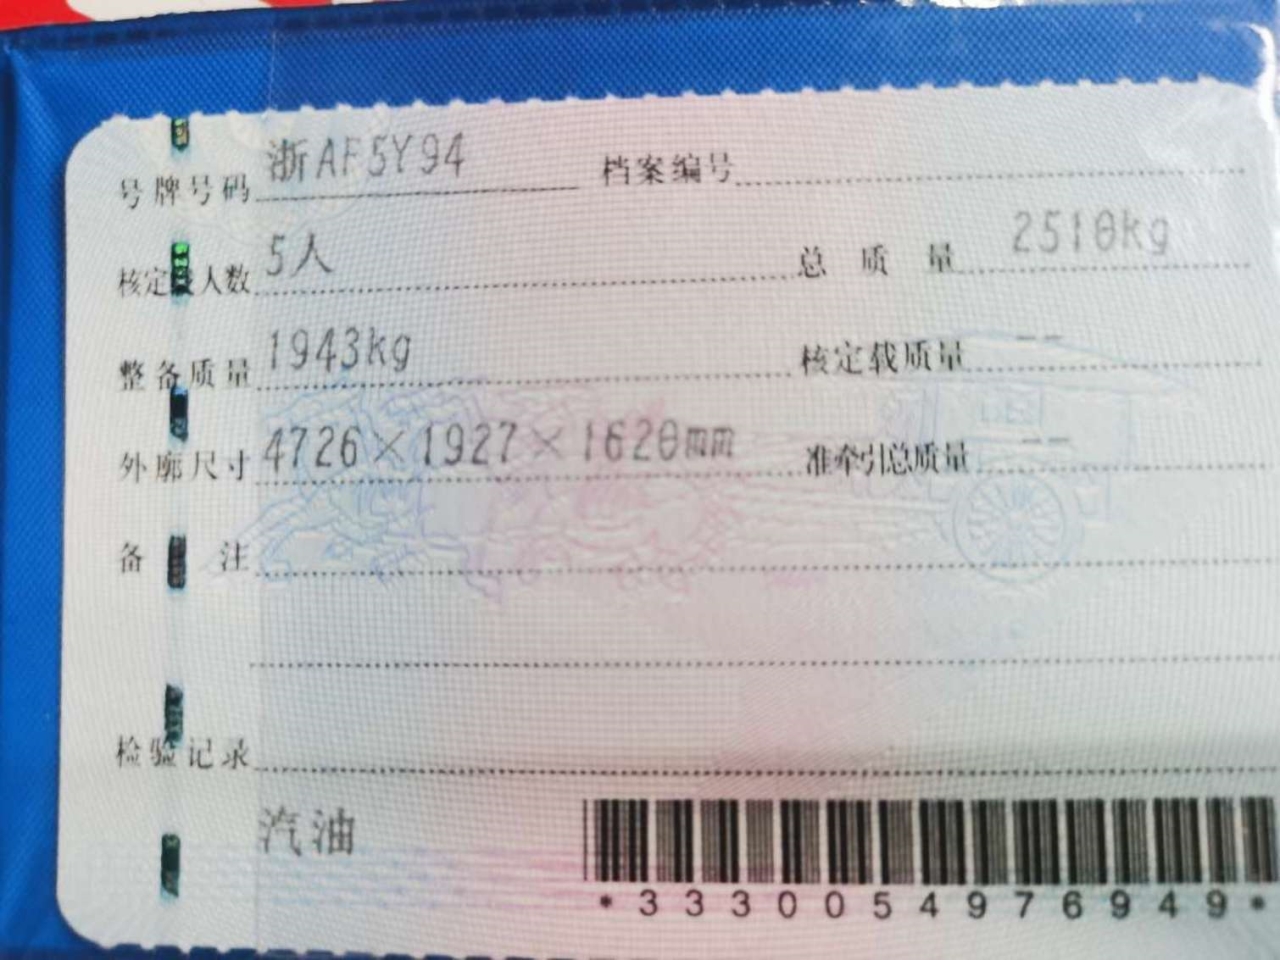 号牌号码 浙AF5Y94 档案编号
核定载人数 5人 总质量 2510kg
整备质量 1943kg 核定载质量 --
外廓尺寸 4726×1927×1620mm 准牵引总质量 --
备注
检验记录
汽油
*3330054976949*